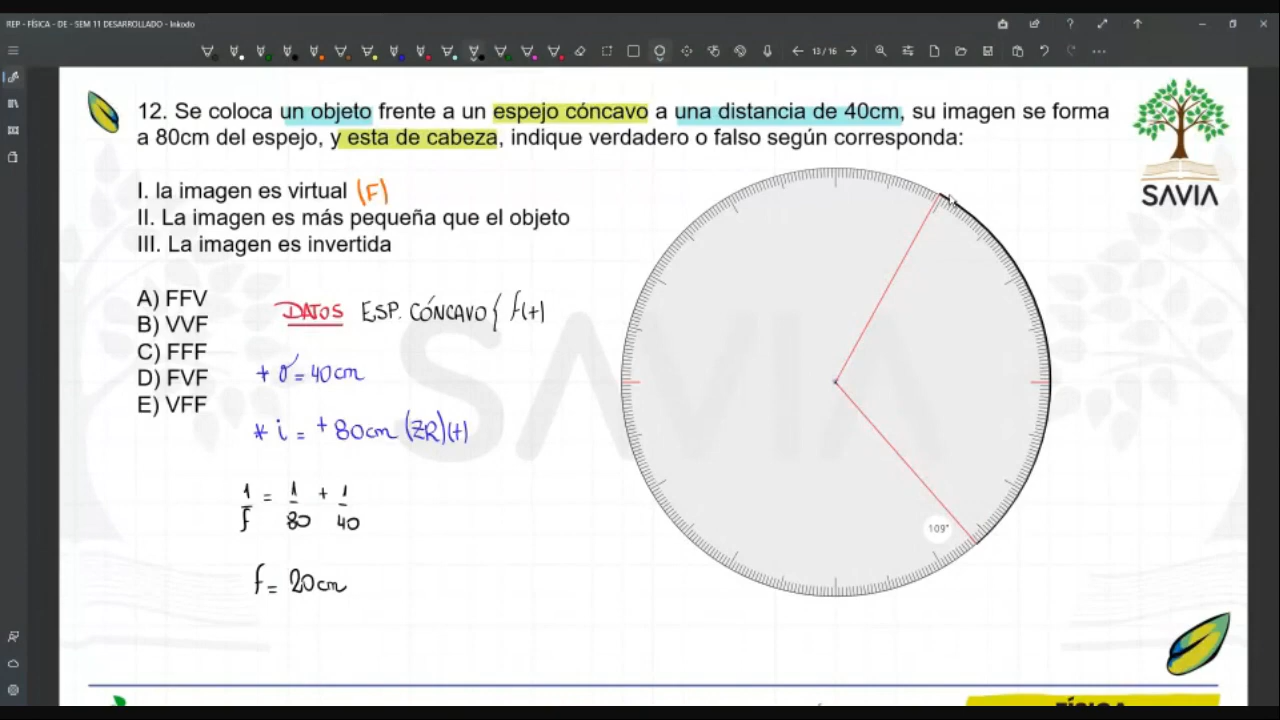 REP - FÍSICA - DE - SEM 11 DESARROLLADO - Inkodo
13/16
12. Se coloca un objeto frente a un espejo cóncavo a una distancia de 40cm, su imagen se forma
a 80cm del espejo, y esta de cabeza, indique verdadero o falso según corresponda:
SAVIA
I. la imagen es virtual (F)
II. La imagen es más pequeña que el objeto
III. La imagen es invertida
A) FFV
B) VVF
C) FFF
D) FVF
E) VFF
DATOS ESP. CÓNCAVO { f(+)
+ σ = 40cm
* i = +80cm (ZR)(+)
1/f = 1/80 + 1/40
f = 20cm
109°
SAVIA
FÍSICA